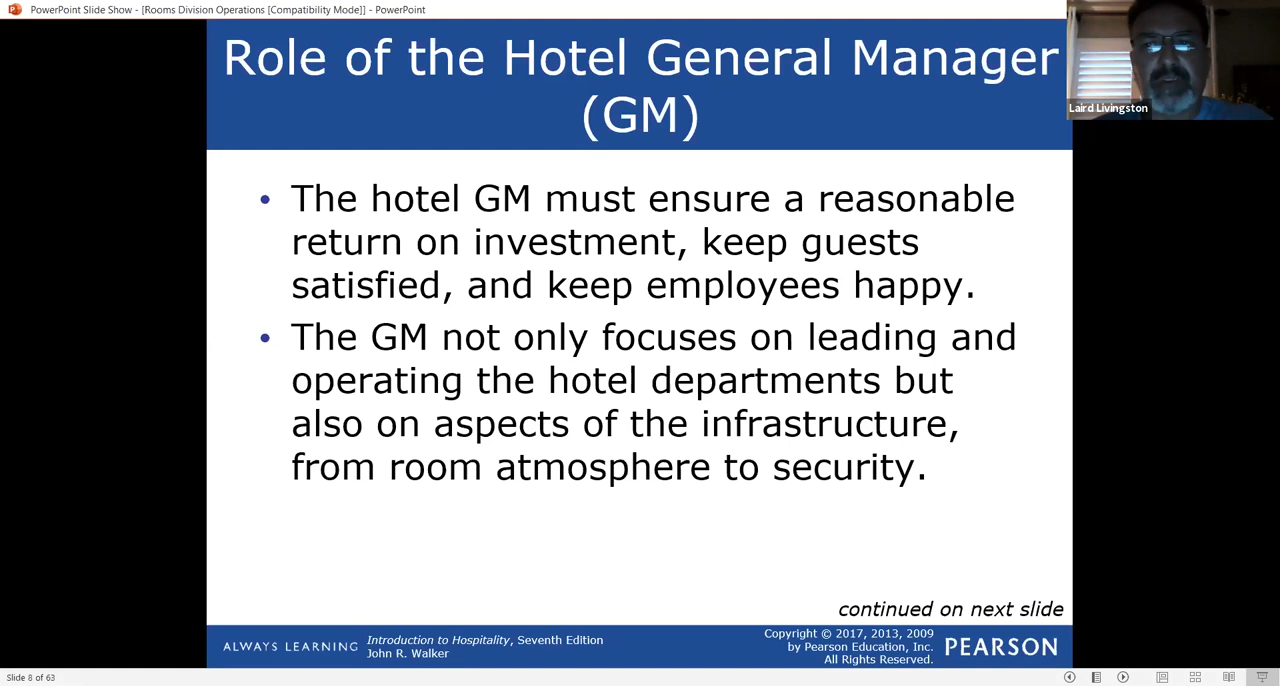 PowerPoint Slide Show - [Rooms Division Operations [Compatibility Mode]] - PowerPoint
Laird Livingston
Role of the Hotel General Manager
(GM)
• The hotel GM must ensure a reasonable
return on investment, keep guests
satisfied, and keep employees happy.
• The GM not only focuses on leading and
operating the hotel departments but
also on aspects of the infrastructure,
from room atmosphere to security.
continued on next slide
ALWAYS LEARNING
Introduction to Hospitality, Seventh Edition
John R. Walker
Copyright © 2017, 2013, 2009
by Pearson Education, Inc.
All Rights Reserved.
PEARSON
Slide 8 of 63